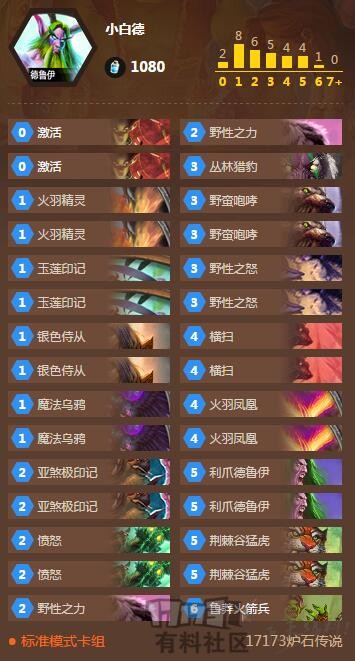 小白德
德鲁伊
1080
2 8 6 5 4 4 1 0
0 1 2 3 4 5 6 7+
0 激活
0 激活
1 火羽精灵
1 火羽精灵
1 玉莲印记
1 玉莲印记
1 银色侍从
1 银色侍从
1 魔法乌鸦
1 魔法乌鸦
2 亚煞极印记
2 亚煞极印记
2 愤怒
2 愤怒
2 野性之力
2 野性之力
3 丛林猎豹
3 野蛮咆哮
3 野蛮咆哮
3 野性之怒
3 野性之怒
4 横扫
4 横扫
4 火羽凤凰
4 火羽凤凰
5 利爪德鲁伊
5 利爪德鲁伊
5 荆棘谷猛虎
5 荆棘谷猛虎
6 鲁莽火箭兵
标准模式卡组
有料社区
17173炉石传说